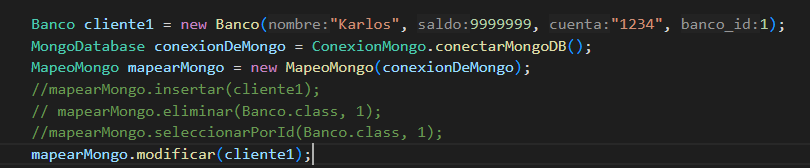 Banco cliente1 = new Banco(nombre:"Karlos", saldo:9999999, cuenta:"1234", banco_id:1);
MongoDatabase conexionDeMongo = ConexionMongo.conectarMongoDB();
MapeoMongo mapearMongo = new MapeoMongo(conexionDeMongo);
//mapearMongo.insertar(cliente1);
// mapearMongo.eliminar(Banco.class, 1);
//mapearMongo.seleccionarPorId(Banco.class, 1);
mapearMongo.modificar(cliente1);